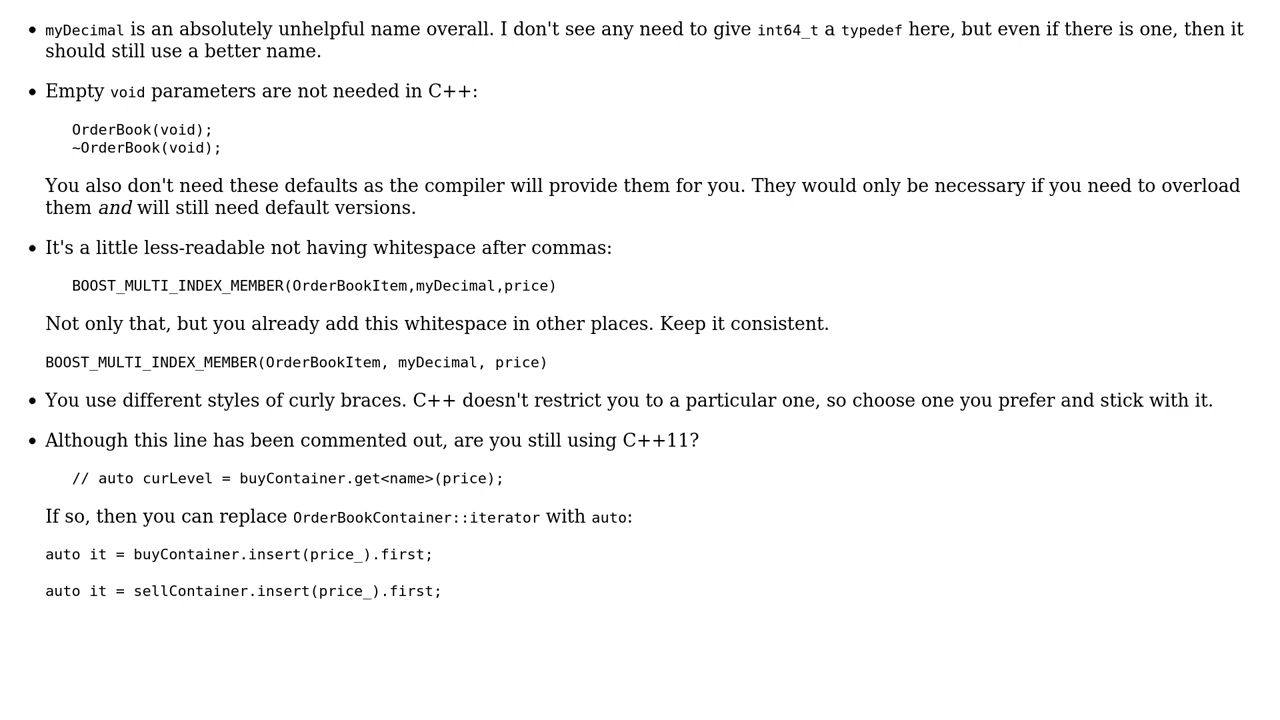 • myDecimal is an absolutely unhelpful name overall. I don't see any need to give int64_t a typedef here, but even if there is one, then it
should still use a better name.
• Empty void parameters are not needed in C++:
OrderBook(void);
~OrderBook(void);
You also don't need these defaults as the compiler will provide them for you. They would only be necessary if you need to overload
them and will still need default versions.
• It's a little less-readable not having whitespace after commas:
BOOST_MULTI_INDEX_MEMBER(OrderBookItem,myDecimal,price)
Not only that, but you already add this whitespace in other places. Keep it consistent.
BOOST_MULTI_INDEX_MEMBER(OrderBookItem, myDecimal, price)
• You use different styles of curly braces. C++ doesn't restrict you to a particular one, so choose one you prefer and stick with it.
• Although this line has been commented out, are you still using C++11?
// auto curLevel = buyContainer.get<name>(price);
If so, then you can replace OrderBookContainer::iterator with auto:
auto it = buyContainer.insert(price_).first;
auto it = sellContainer.insert(price_).first;